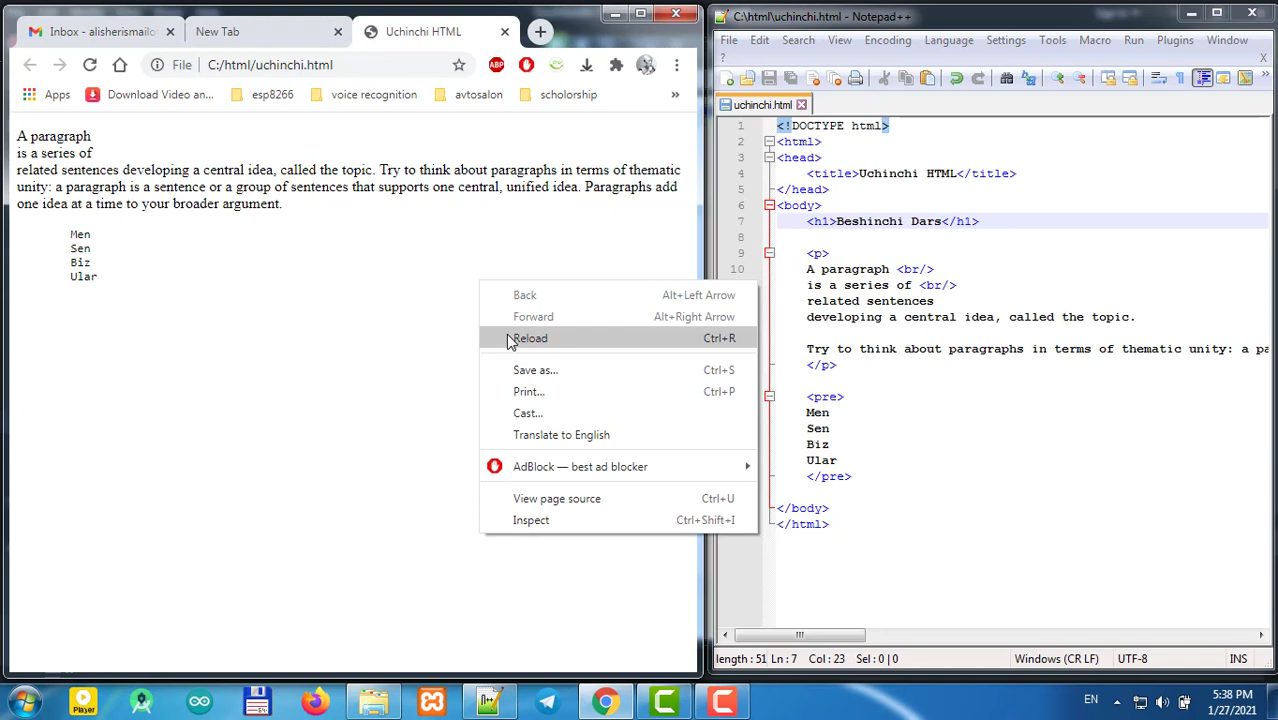 Inbox - alisherismailo
New Tab
Uchinchi HTML
File
C:/html/uchinchi.html
ABP
Apps
Download Video an...
esp8266
voice recognition
avtosalon
scholorship
»
A paragraph
is a series of
related sentences developing a central idea, called the topic. Try to think about paragraphs in terms of thematic
unity: a paragraph is a sentence or a group of sentences that supports one central, unified idea. Paragraphs add
one idea at a time to your broader argument.
Men
Sen
Biz
Ular
Back Alt+Left Arrow
Forward Alt+Right Arrow
Reload Ctrl+R
Save as... Ctrl+S
Print... Ctrl+P
Cast...
Translate to English
AdBlock — best ad blocker
View page source Ctrl+U
Inspect Ctrl+Shift+I
C:\html\uchinchi.html - Notepad++
File Edit Search View Encoding Language Settings Tools Macro Run Plugins Window
? X
uchinchi.html
1 <!DOCTYPE html>
2 <html>
3 <head>
4 <title>Uchinchi HTML</title>
5 </head>
6 <body>
7 <h1>Beshinchi Dars</h1>
8
9 <p>
10 A paragraph <br/>
is a series of <br/>
related sentences
developing a central idea, called the topic.
Try to think about paragraphs in terms of thematic unity: a pa
</p>
<pre>
Men
Sen
Biz
Ular
</pre>
</body>
</html>
length : 51 Ln : 7 Col : 23 Sel : 0 | 0 Windows (CR LF) UTF-8 INS
Player
EN
5:38 PM
1/27/2021